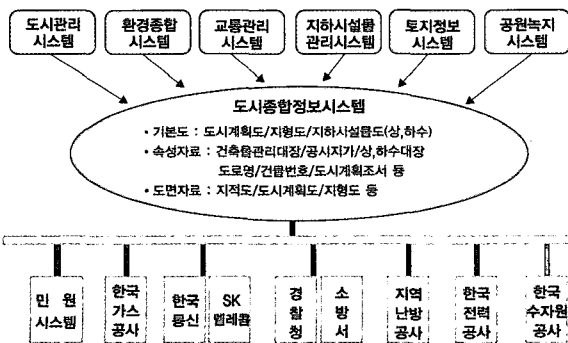 도시관리
시스템
환경종합
시스템
교통관리
시스템
지하시설물
관리시스템
토지정보
시스템
공원녹지
시스템
도시종합정보시스템
• 기본도 : 도시계획도/지형도/지하시설물도(상,하수)
• 속성자료 : 건축물관리대장/공시지가/상,하수대장
도로명/건물번호/도시계획조서 등
• 도면자료 : 지적도/도시계획도/지형도 등
민 원
시스템
한국
가스
공사
한국
통신
SK
텔레콤
경
찰
청
소
방
서
지역
난방
공사
한국
전력
공사
한국
수자원
공사